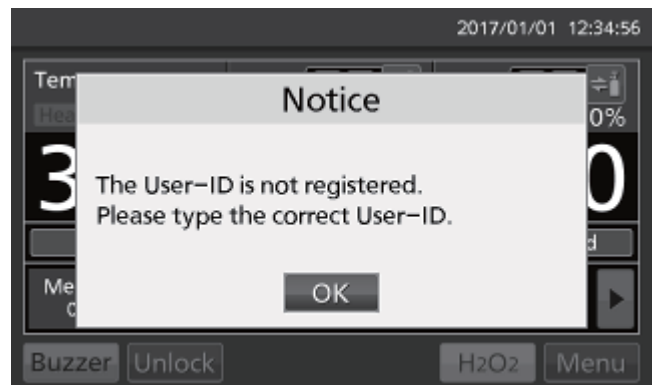 2017/01/01 12:34:56
Notice
0%
The User-ID is not registered.
Please type the correct User-ID.
OK
Buzzer Unlock H2O2 Menu